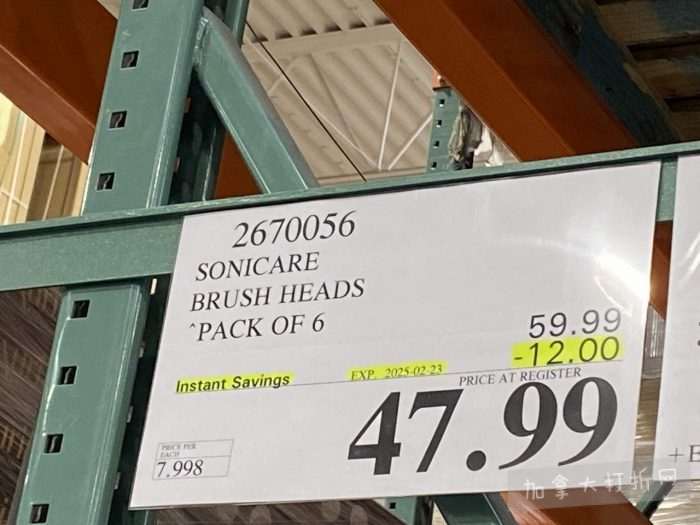 2670056
SONICARE
BRUSH HEADS
^PACK OF 6
59.99
-12.00
Instant Savings EXP. 2025-02-23
PRICE AT REGISTER
47.99
PRICE PER
EACH
7.998
+E
加拿大打折网